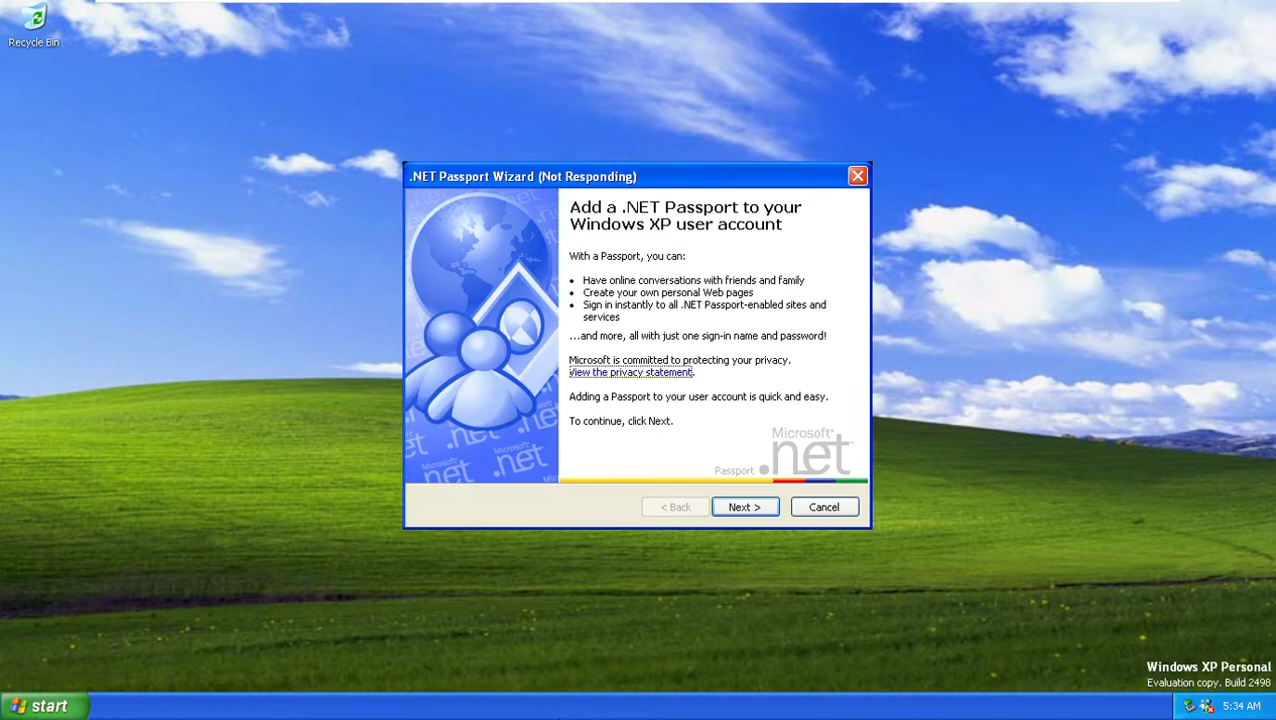 Recycle Bin
.NET Passport Wizard (Not Responding)
Add a .NET Passport to your
Windows XP user account
With a Passport, you can:
• Have online conversations with friends and family
• Create your own personal Web pages
• Sign in instantly to all .NET Passport-enabled sites and
services
...and more, all with just one sign-in name and password!
Microsoft is committed to protecting your privacy.
View the privacy statement.
Adding a Passport to your user account is quick and easy.
To continue, click Next.
Microsoft
Passport .net
Microsoft
.net
Microsoft
.net
< Back
Next >
Cancel
Windows XP Personal
Evaluation copy. Build 2498
start
5:34 AM